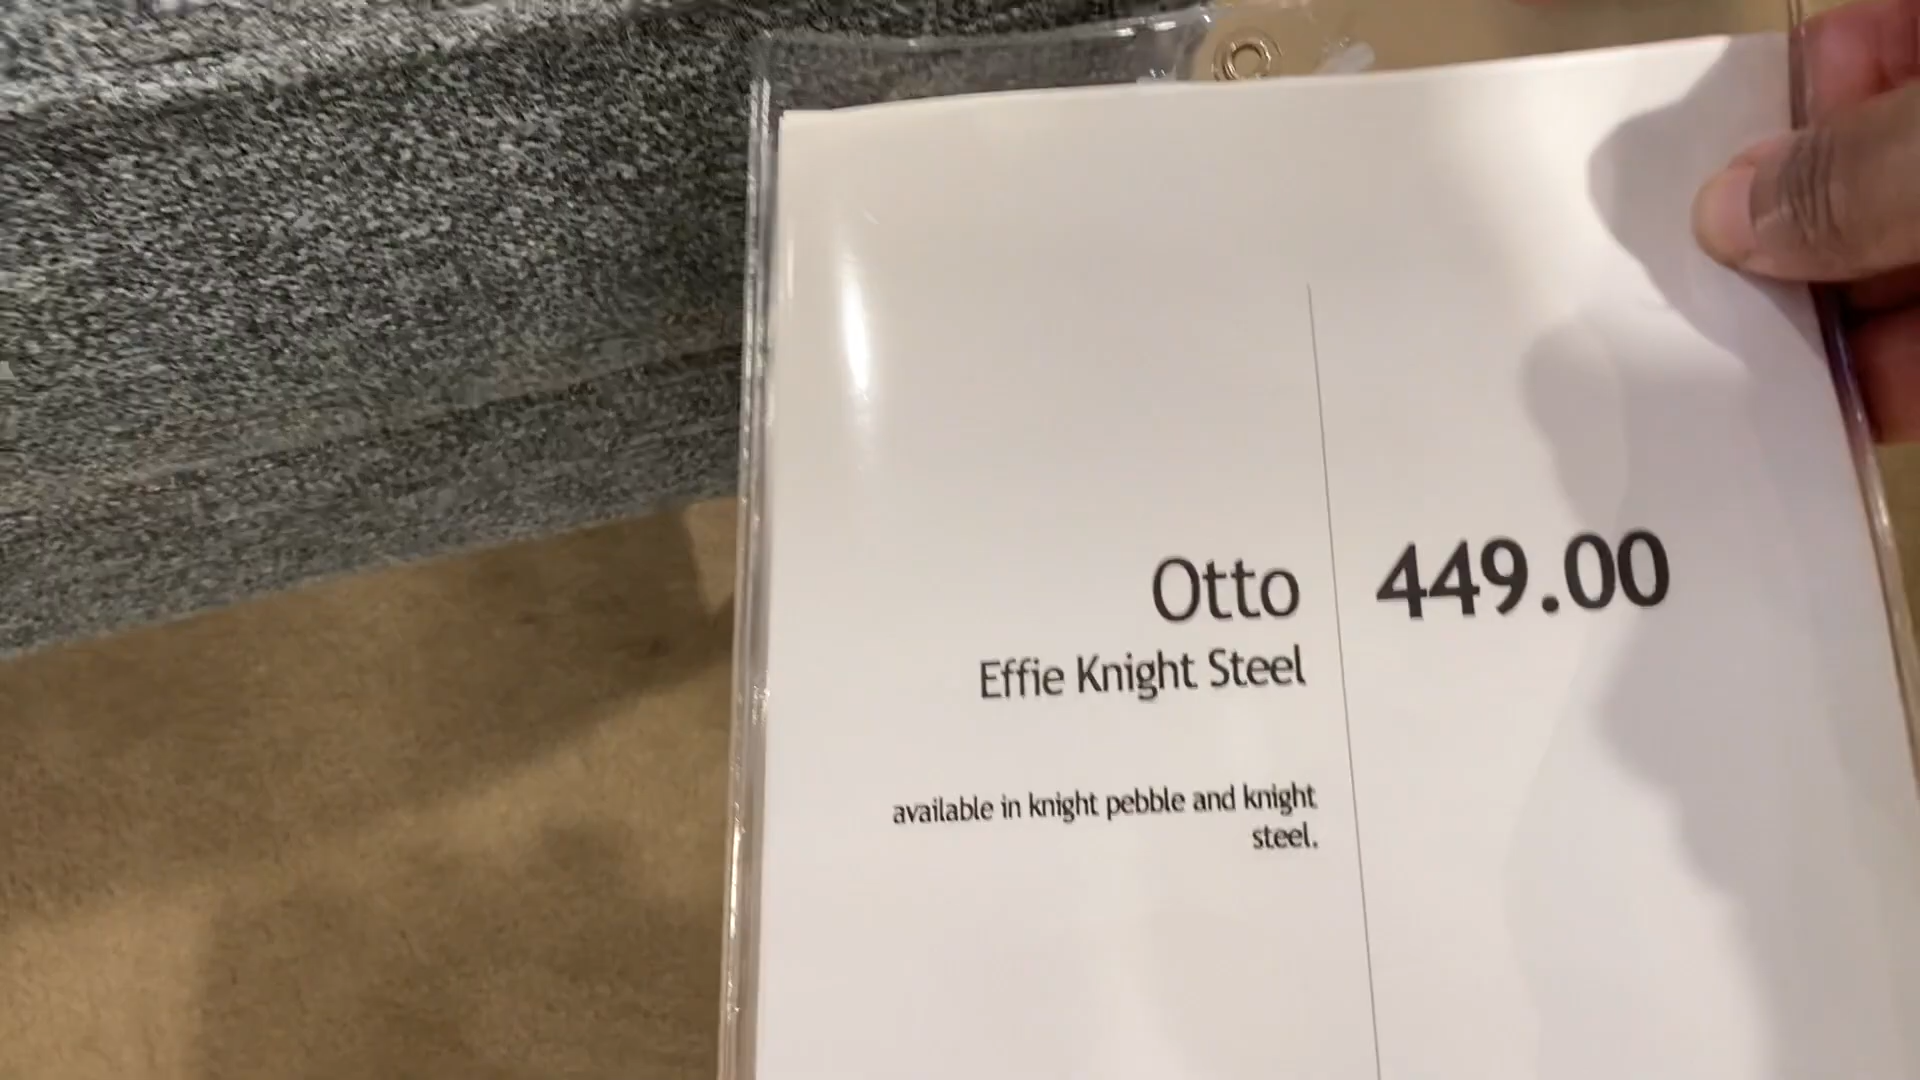 Otto
449.00
Effie Knight Steel
available in knight pebble and knight
steel.